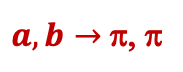 a, b → π, π